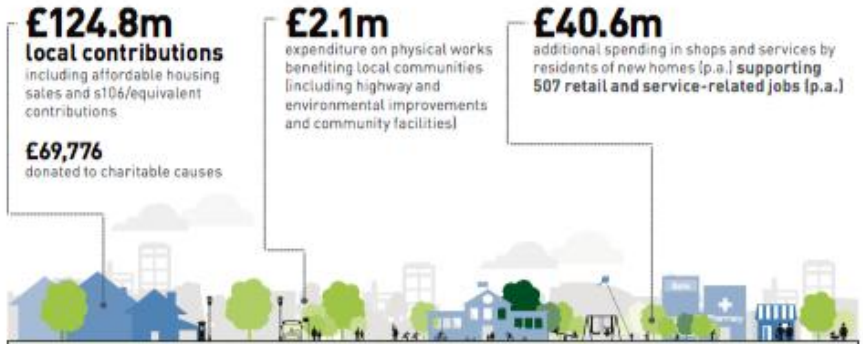 £124.8m
local contributions
including affordable housing
sales and s106/equivalent
contributions
£69,776
donated to charitable causes
£2.1m
expenditure on physical works
benefiting local communities
(including highway and
environmental improvements
and community facilities)
£40.6m
additional spending in shops and services by
residents of new homes (p.a.) supporting
507 retail and service-related jobs (p.a.)
Pharmacy